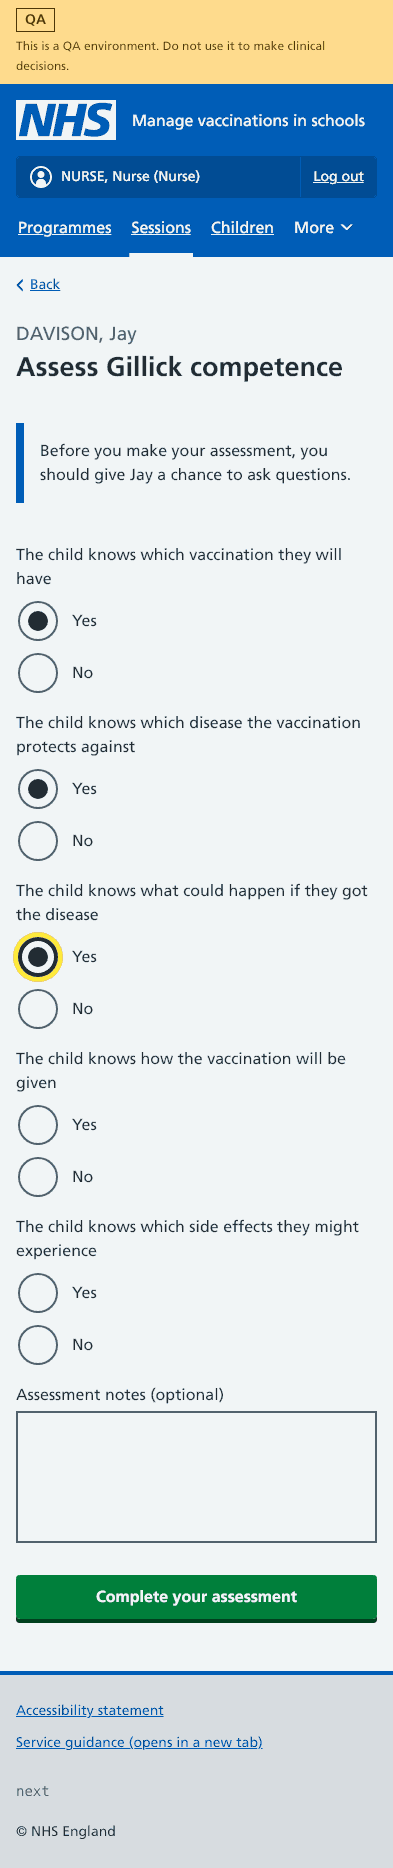 QA
This is a QA environment. Do not use it to make clinical
decisions.
NHS
Manage vaccinations in schools
NURSE, Nurse (Nurse)
Log out
Programmes
Sessions
Children
More
Back
DAVISON, Jay
Assess Gillick competence
Before you make your assessment, you
should give Jay a chance to ask questions.
The child knows which vaccination they will
have
Yes
No
The child knows which disease the vaccination
protects against
Yes
No
The child knows what could happen if they got
the disease
Yes
No
The child knows how the vaccination will be
given
Yes
No
The child knows which side effects they might
experience
Yes
No
Assessment notes (optional)
Complete your assessment
Accessibility statement
Service guidance (opens in a new tab)
next
© NHS England